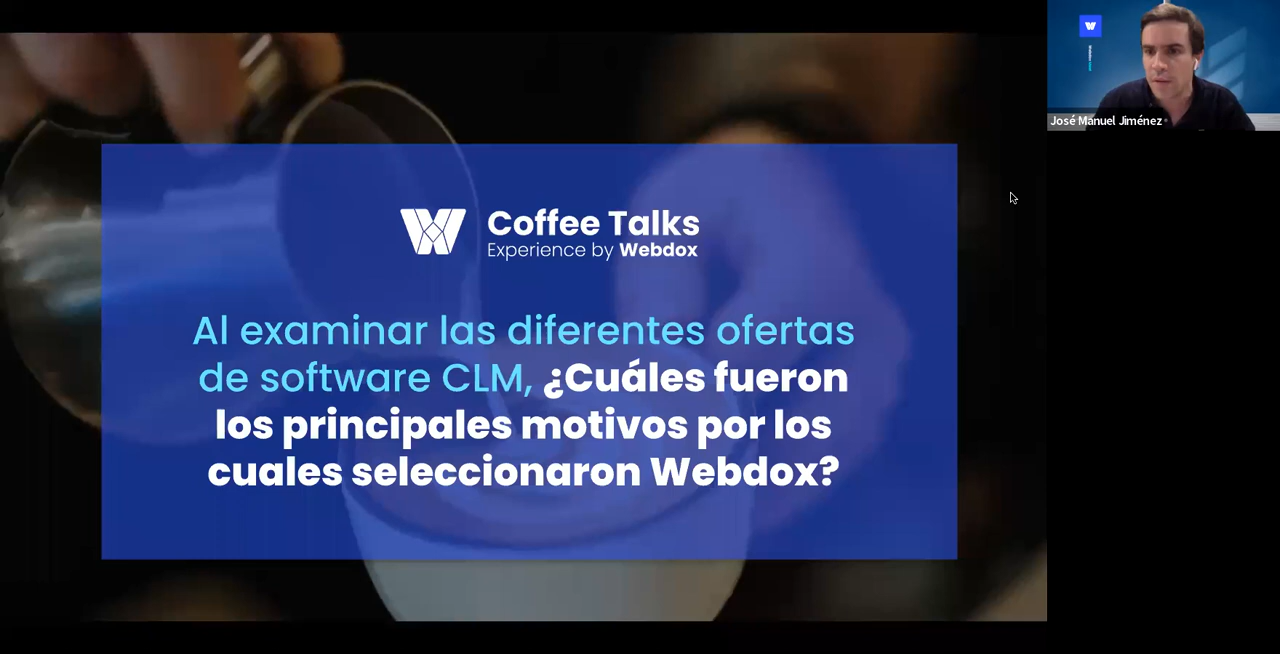 Coffee Talks
Experience by Webdox
Al examinar las diferentes ofertas
de software CLM, ¿Cuáles fueron
los principales motivos por los
cuales seleccionaron Webdox?
José Manuel Jiménez